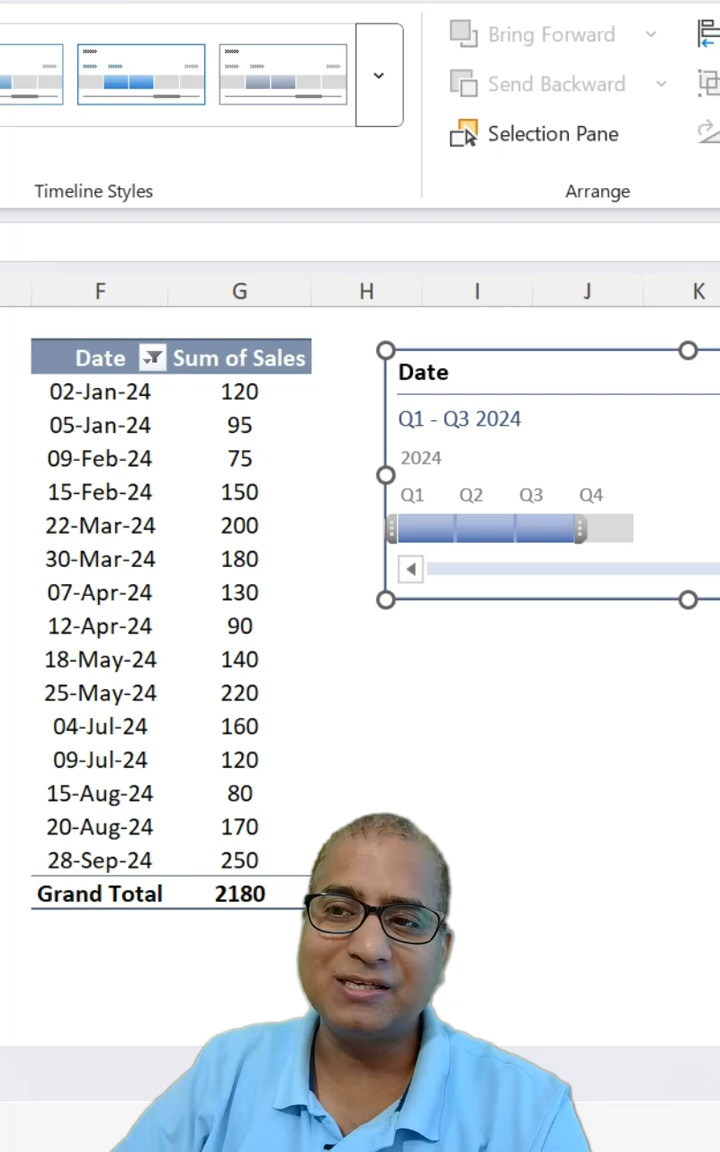 Bring Forward
Send Backward
Selection Pane
Timeline Styles
Arrange
F G H I J K
Date Sum of Sales
02-Jan-24 120
05-Jan-24 95
09-Feb-24 75
15-Feb-24 150
22-Mar-24 200
30-Mar-24 180
07-Apr-24 130
12-Apr-24 90
18-May-24 140
25-May-24 220
04-Jul-24 160
09-Jul-24 120
15-Aug-24 80
20-Aug-24 170
28-Sep-24 250
Grand Total 2180
Date
Q1 - Q3 2024
2024
Q1 Q2 Q3 Q4